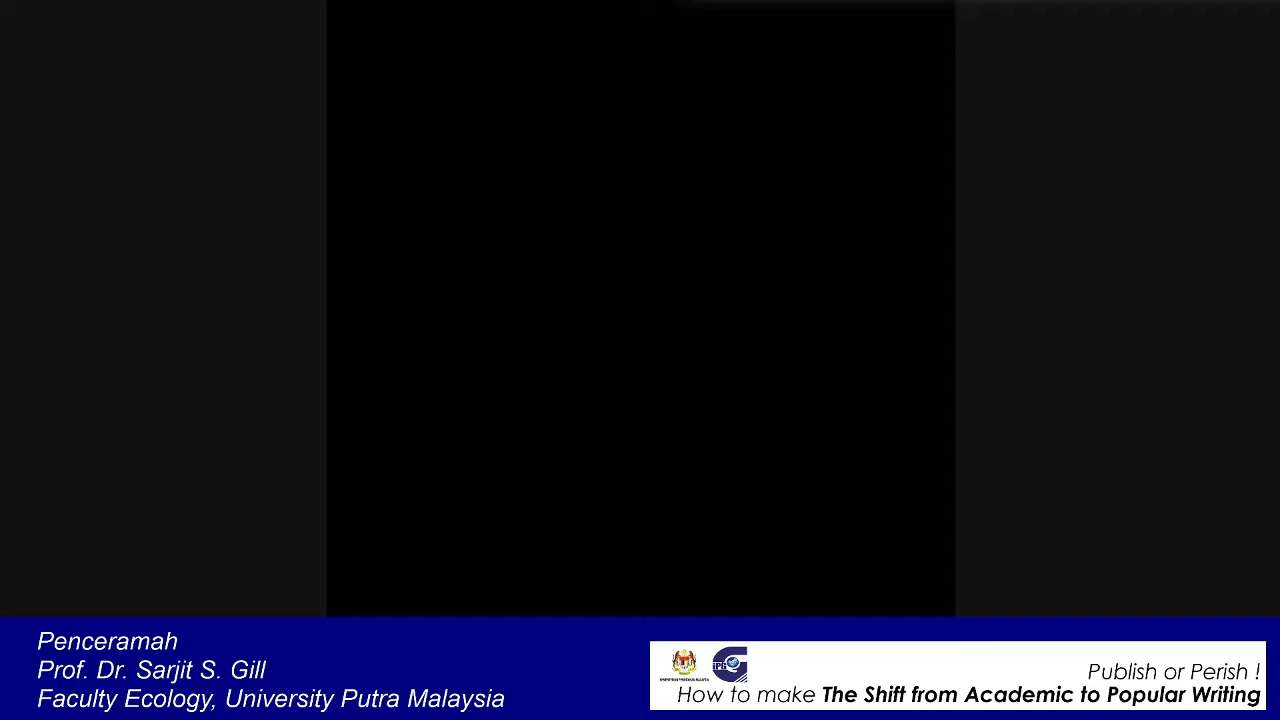 Penceramah
Prof. Dr. Sarjit S. Gill
Faculty Ecology, University Putra Malaysia
iPG
Publish or Perish !
How to make The Shift from Academic to Popular Writing